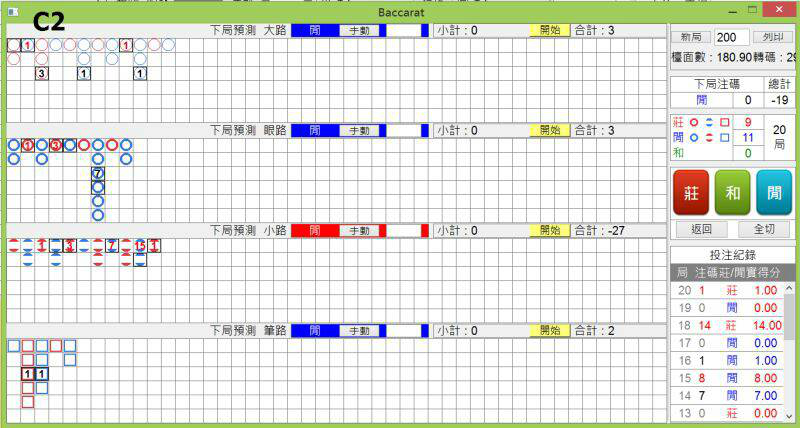 Baccarat
C2
下局預測 大路 閒 手動 小計：0 開始 合計：3
1 1
3 1 1
下局預測 眼路 閒 手動 小計：0 開始 合計：3
1 3
7
下局預測 小路 閒 手動 小計：0 開始 合計：-27
1 3 7 15 1
下局預測 筆路 閒 手動 小計：0 開始 合計：2
1 1
新局 200 列印
檯面數：180.90轉碼：29
下局注碼 總計
閒 0 -19
莊 9
閒 11
和 0
20
局
莊 和 閒
返回 全切
投注紀錄
局 注碼莊/閒實得分
20 1 莊 1.00
19 0 閒 0.00
18 14 莊 14.00
17 0 閒 0.00
16 1 閒 1.00
15 8 閒 8.00
14 7 閒 7.00
13 0 閒 0.00